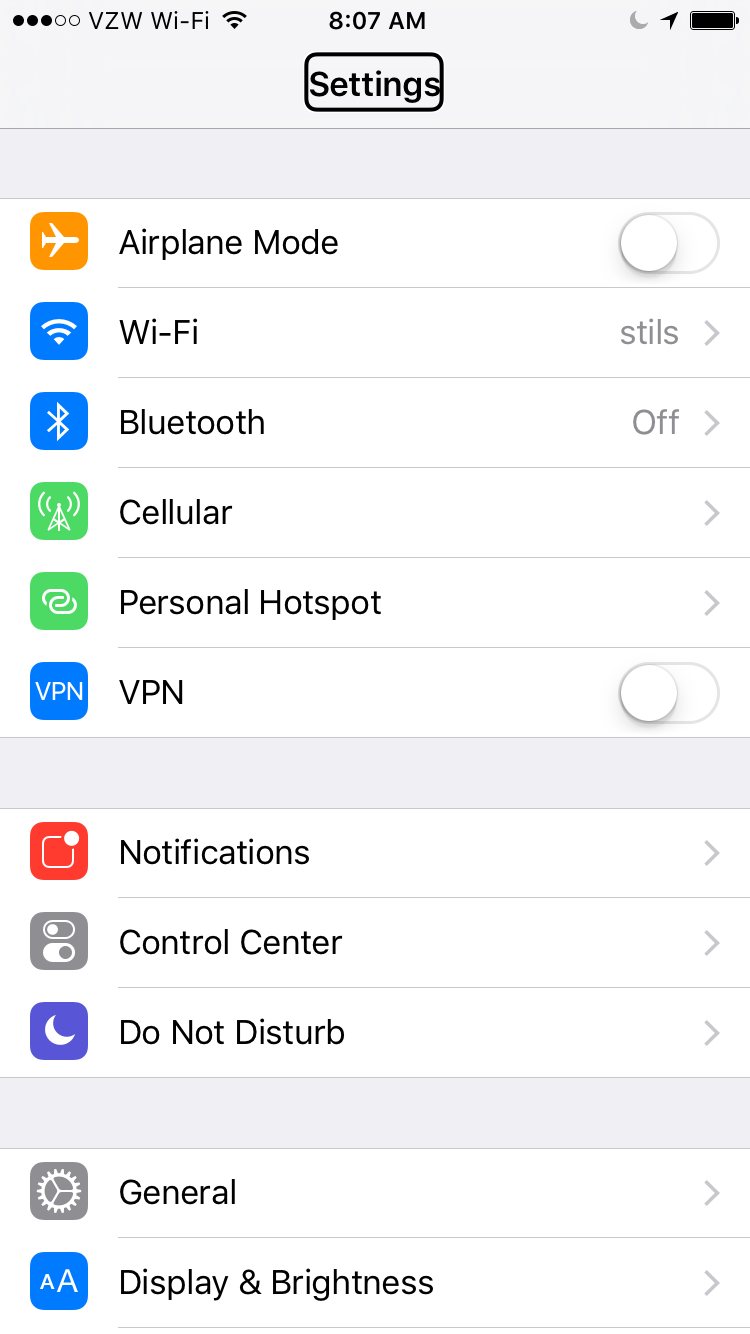 VZW Wi-Fi 8:07 AM
Settings
Airplane Mode
Wi-Fi stils
Bluetooth Off
Cellular
Personal Hotspot
VPN VPN
Notifications
Control Center
Do Not Disturb
General
AA Display & Brightness